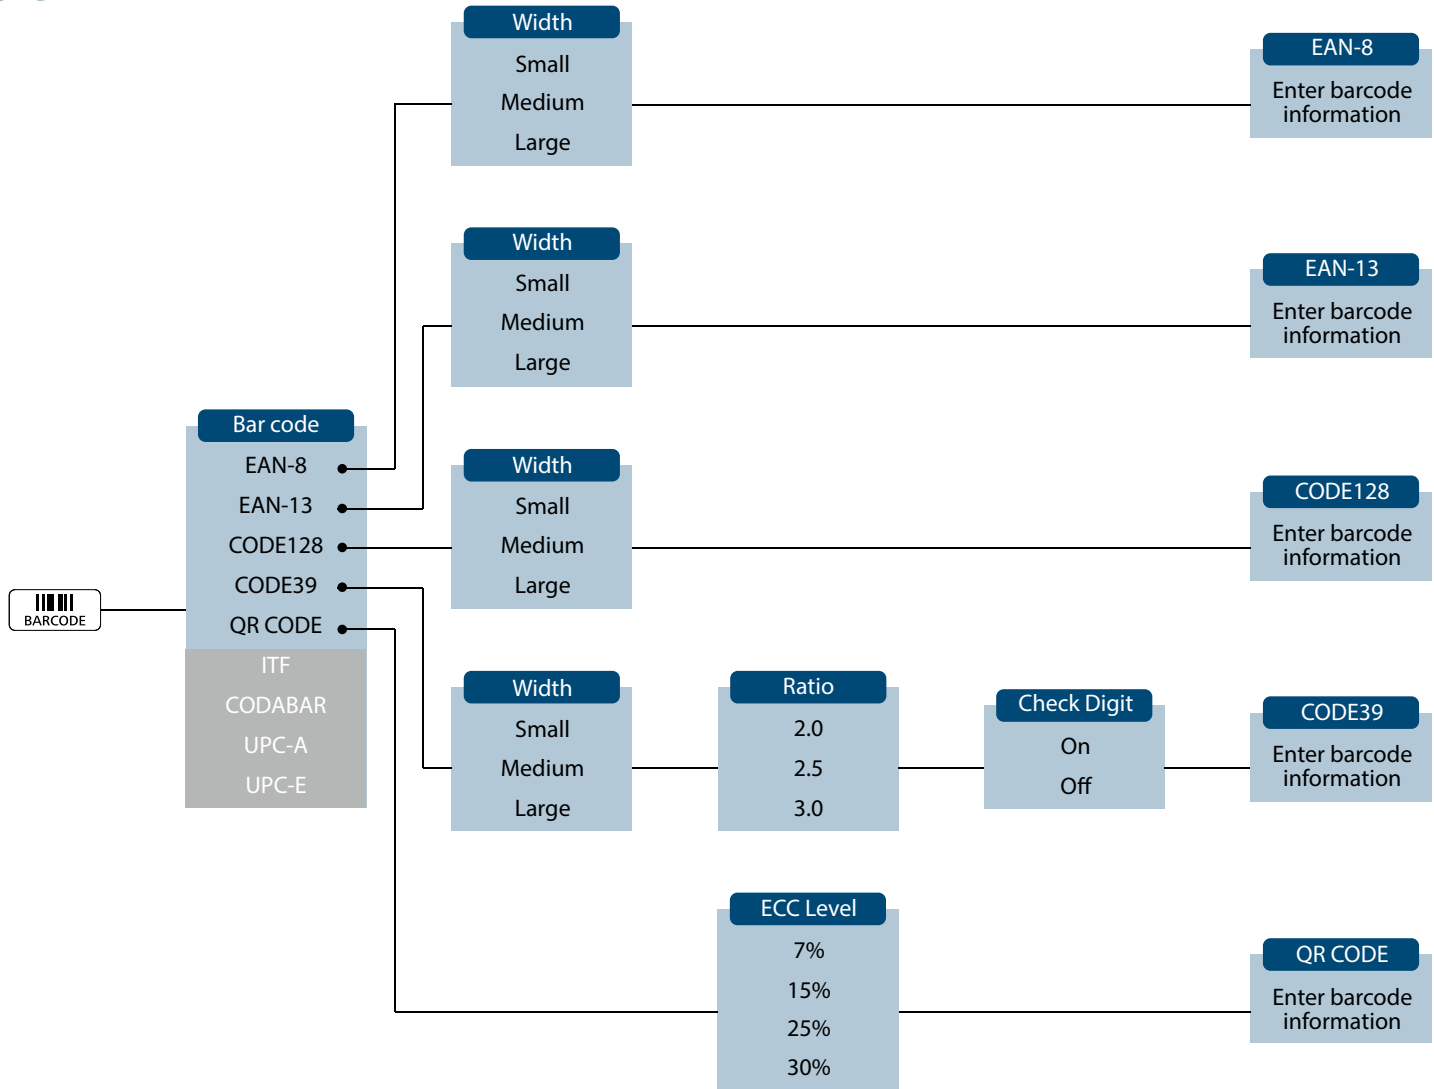 BARCODE
Bar code
EAN-8
EAN-13
CODE128
CODE39
QR CODE
ITF
CODABAR
UPC-A
UPC-E
Width
Small
Medium
Large
EAN-8
Enter barcode
information
Width
Small
Medium
Large
EAN-13
Enter barcode
information
Width
Small
Medium
Large
CODE128
Enter barcode
information
Width
Small
Medium
Large
Ratio
2.0
2.5
3.0
Check Digit
On
Off
CODE39
Enter barcode
information
ECC Level
7%
15%
25%
30%
QR CODE
Enter barcode
information